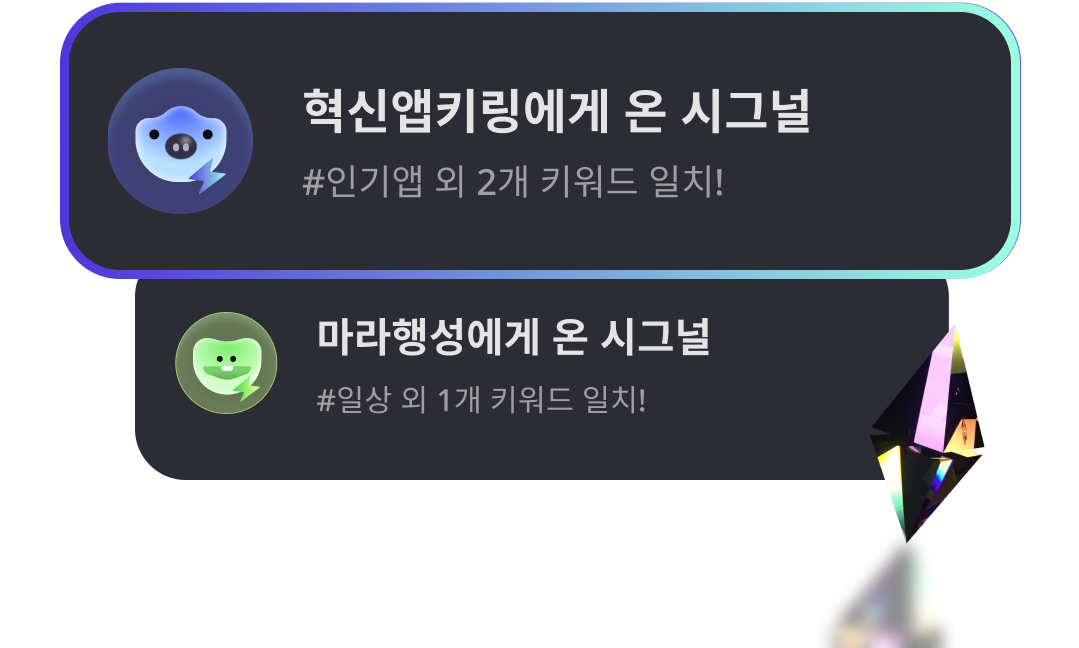 혁신앱키링에게 온 시그널
#인기앱 외 2개 키워드 일치!
마라행성에게 온 시그널
#일상 외 1개 키워드 일치!